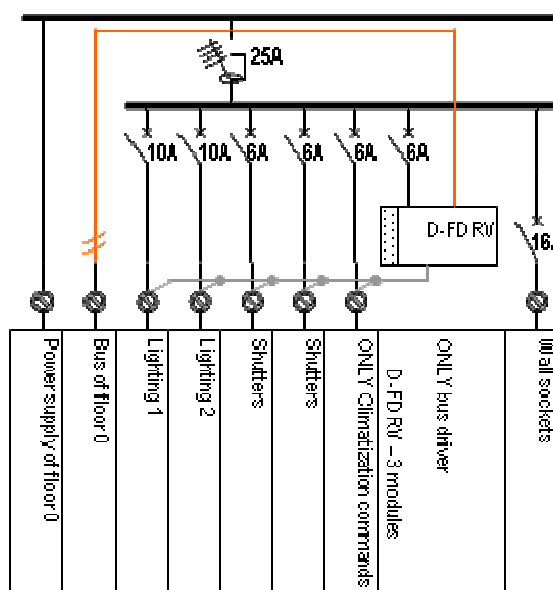 25A
10A
10A
6A
6A
6A
6A
D-FD RV
16
Power supply of floor 0
Bus of floor 0
Lighting 1
Lighting 2
Shutters
Shutters
ONLY Climatization commands
D-FD RV – 3 modules
ONLY bus driver
Wall sockets